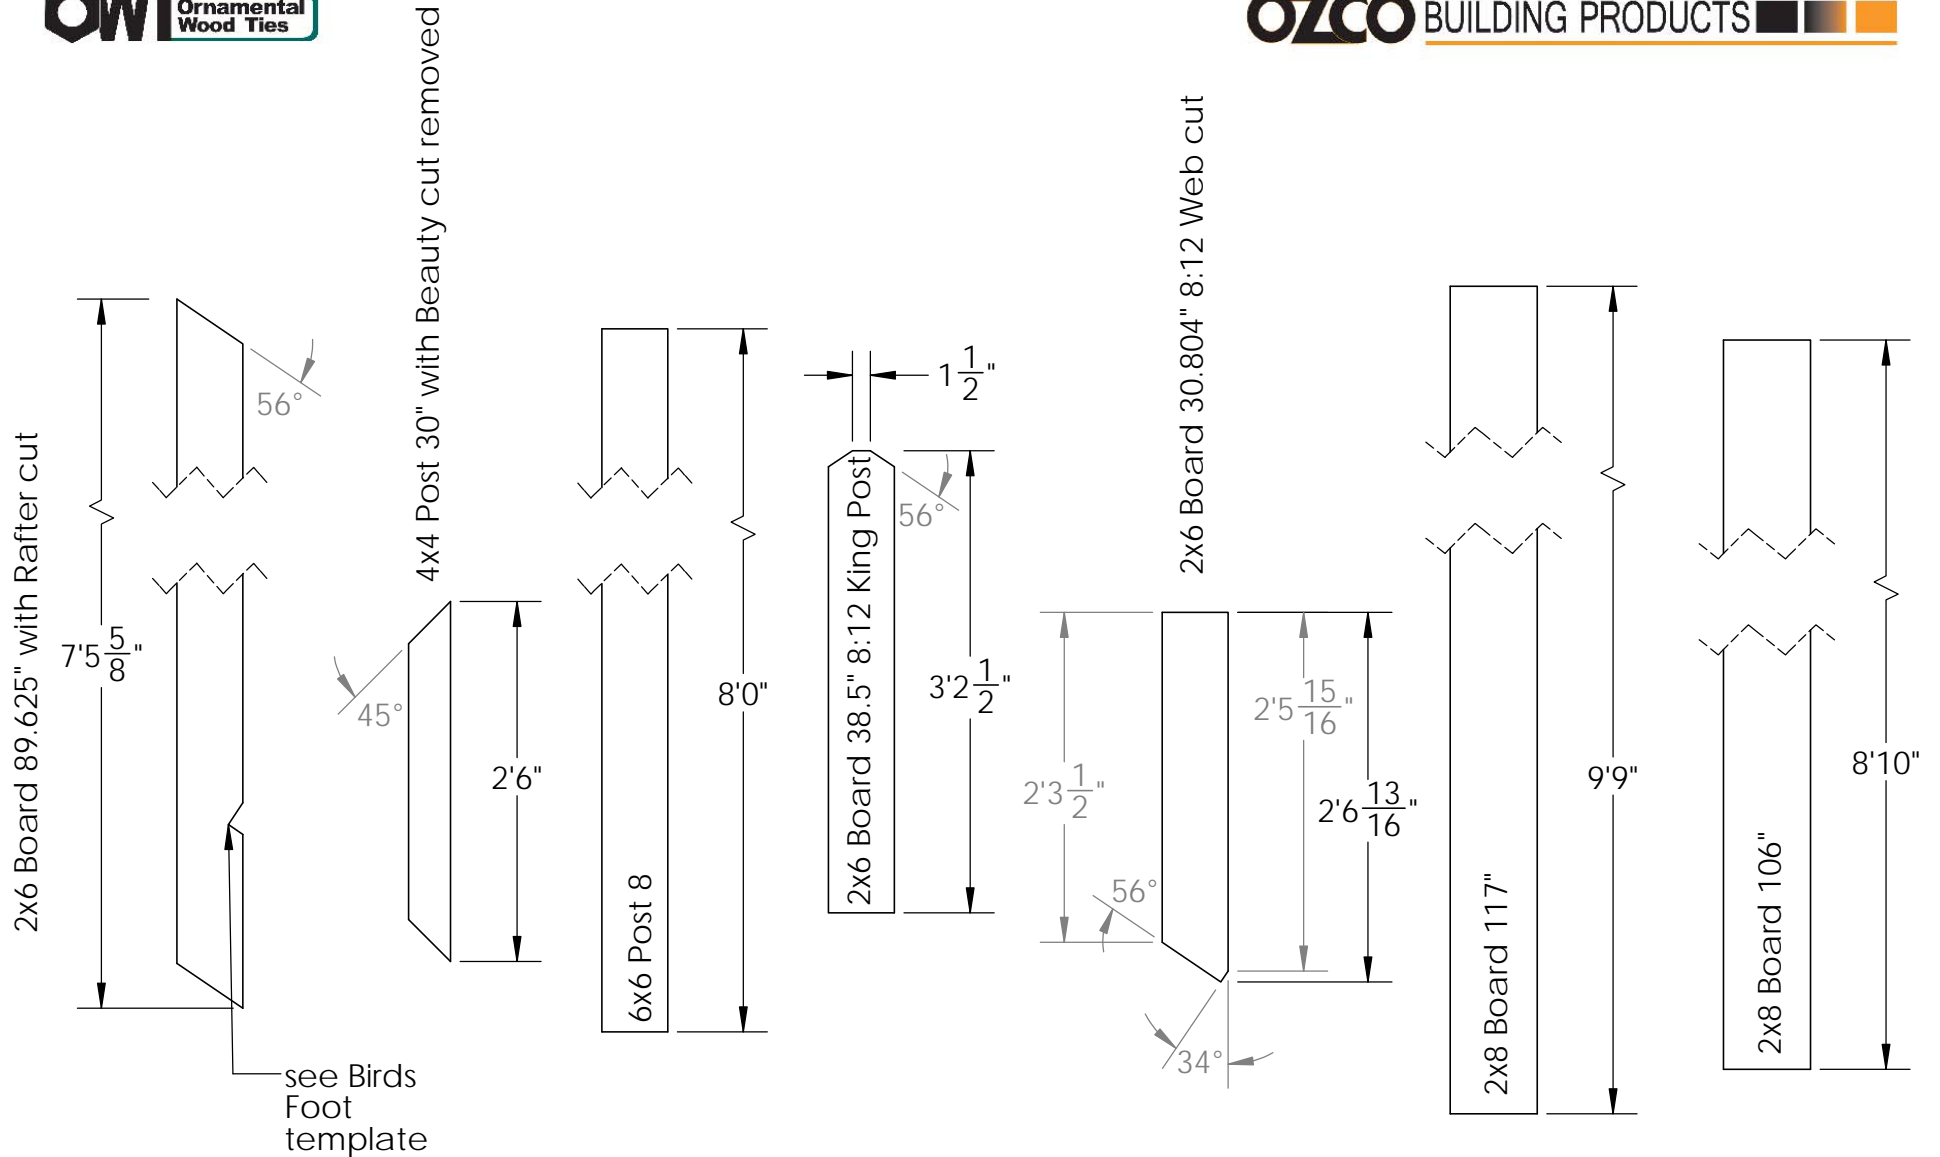 OWT Ornamental
Wood Ties
OZCO BUILDING PRODUCTS
2x6 Board 89.625" with Rafter cut
7'5 5/8"
56°
see Birds
Foot
template
4x4 Post 30" with Beauty cut removed
45°
2'6"
6x6 Post 8
8'0"
1 1/2"
2x6 Board 38.5" 8:12 King Post
56°
3'2 1/2"
2x6 Board 30.804" 8:12 Web cut
2'3 1/2"
56°
34°
2'5 15/16"
2'6 13/16"
2x8 Board 117"
9'9"
2x8 Board 106"
8'10"